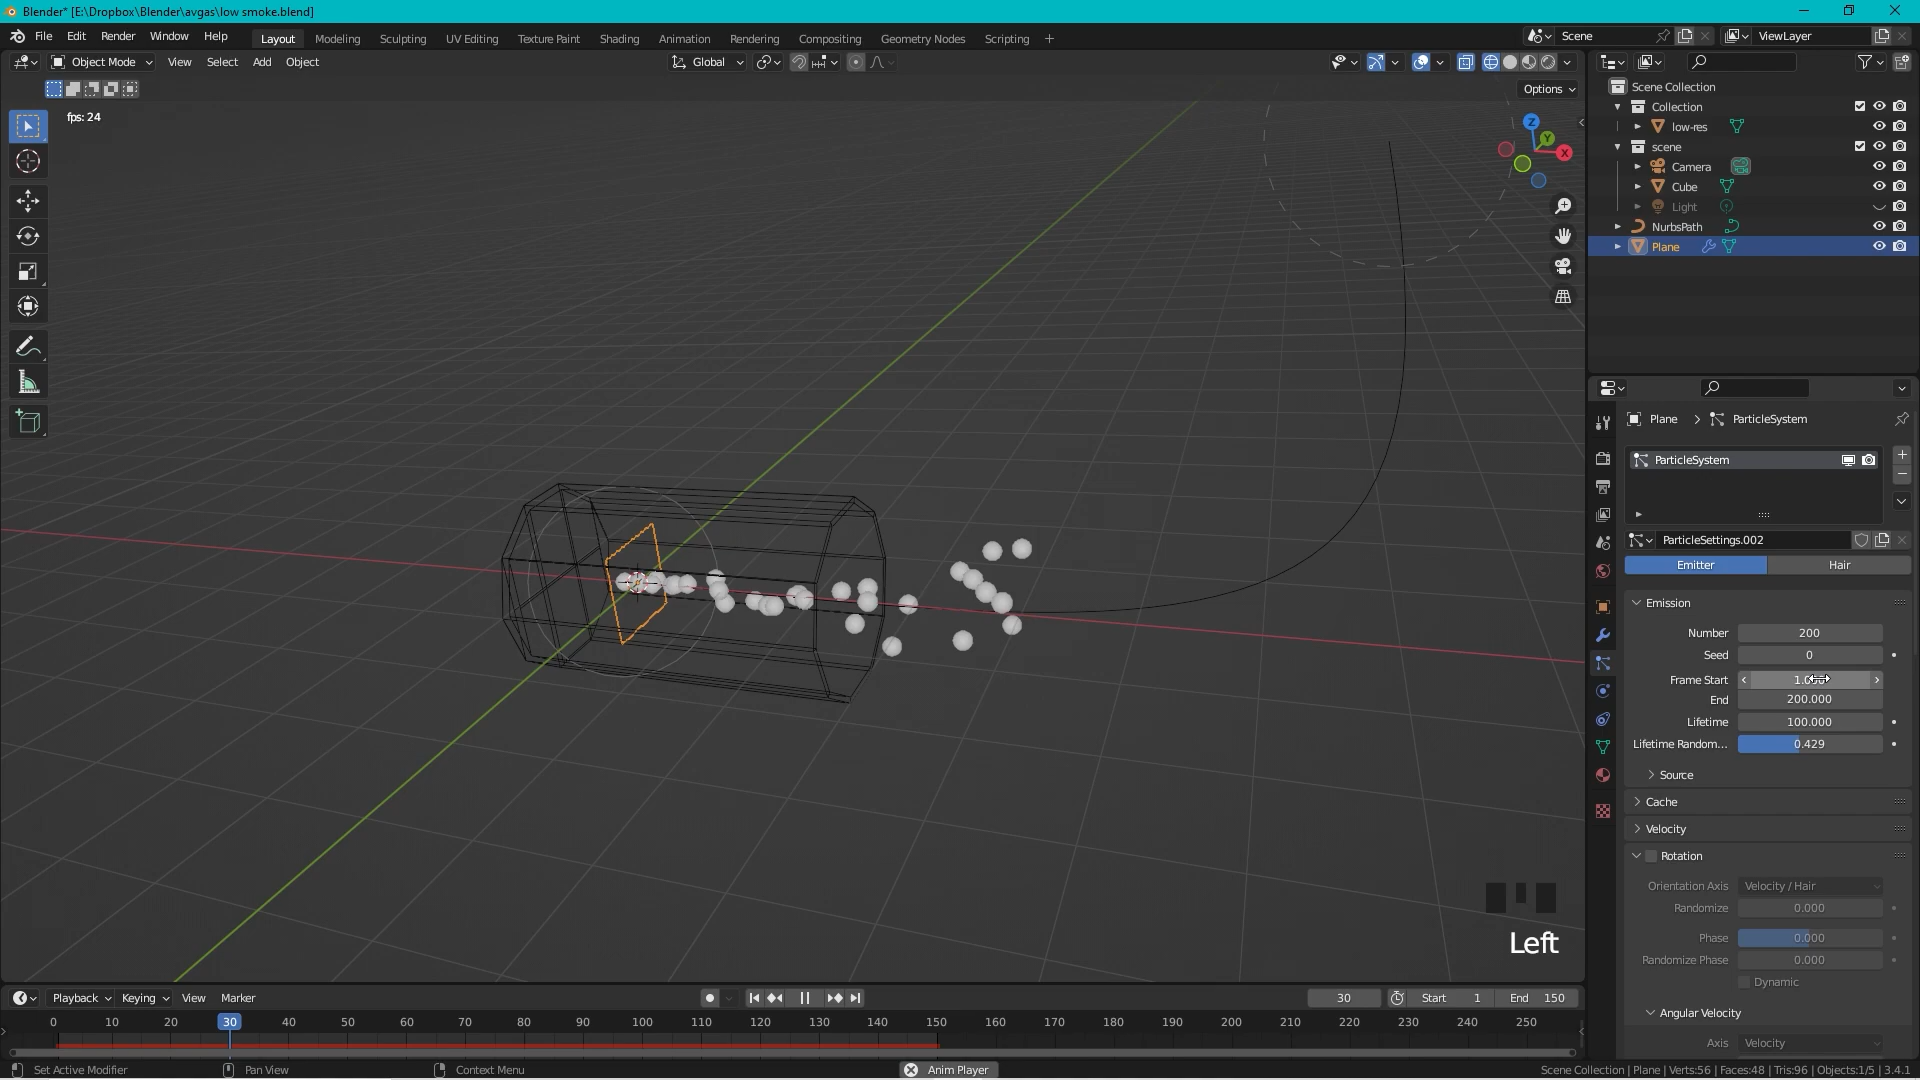 Blender* [E:\Dropbox\Blender\avgas\low smoke.blend]
File Edit Render Window Help Layout Modeling Sculpting UV Editing Texture Paint Shading Animation Rendering Compositing Geometry Nodes Scripting Scene ViewLayer
Object Mode View Select Add Object Global
Options
fps: 24
Scene Collection
Collection
low-res
scene
Camera
Cube
Light
NurbsPath
Plane
Z
Y
X
Plane > ParticleSystem
ParticleSystem
ParticleSettings.002
Emitter Hair
Emission
Number 200
Seed 0
Frame Start
End 200.000
Lifetime 100.000
Lifetime Random... 0.429
Source
Cache
Velocity
Rotation
Orientation Axis Velocity / Hair
Randomize 0.000
Phase 0.000
Randomize Phase 0.000
Dynamic
Angular Velocity
Axis Velocity
Left
Playback Keying View Marker 30 Start 1 End 150
0 10 20 30 40 50 60 70 80 90 100 110 120 130 140 150 160 170 180 190 200 210 220 230 240 250
Set Active Modifier Pan View Context Menu Anim Player Scene Collection | Plane | Verts:56 | Faces:48 | Tris:96 | Objects:1/5 | 3.4.1